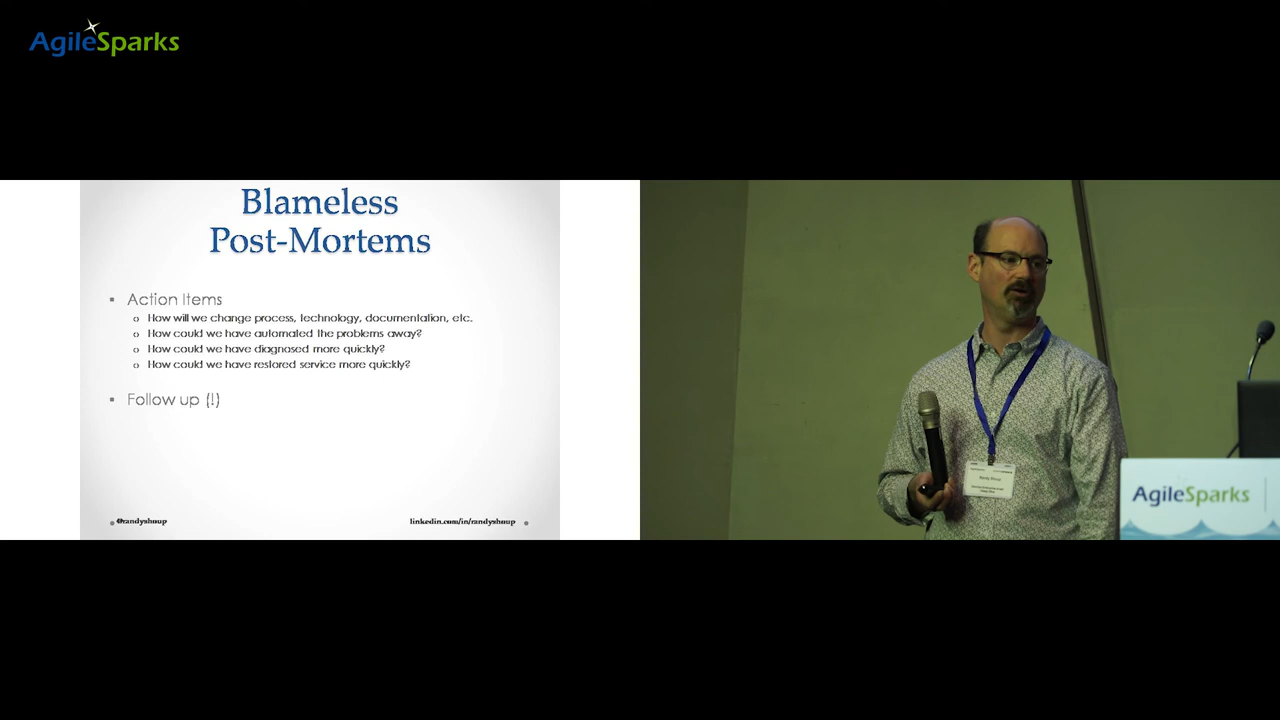 AgileSparks
Blameless
Post-Mortems
Action Items
How will we change process, technology, documentation, etc.
How could we have automated the problems away?
How could we have diagnosed more quickly?
How could we have restored service more quickly?
Follow up (!)
@randyshoup
linkedin.com/in/randyshoup
Randy Shoup
AgileSparks